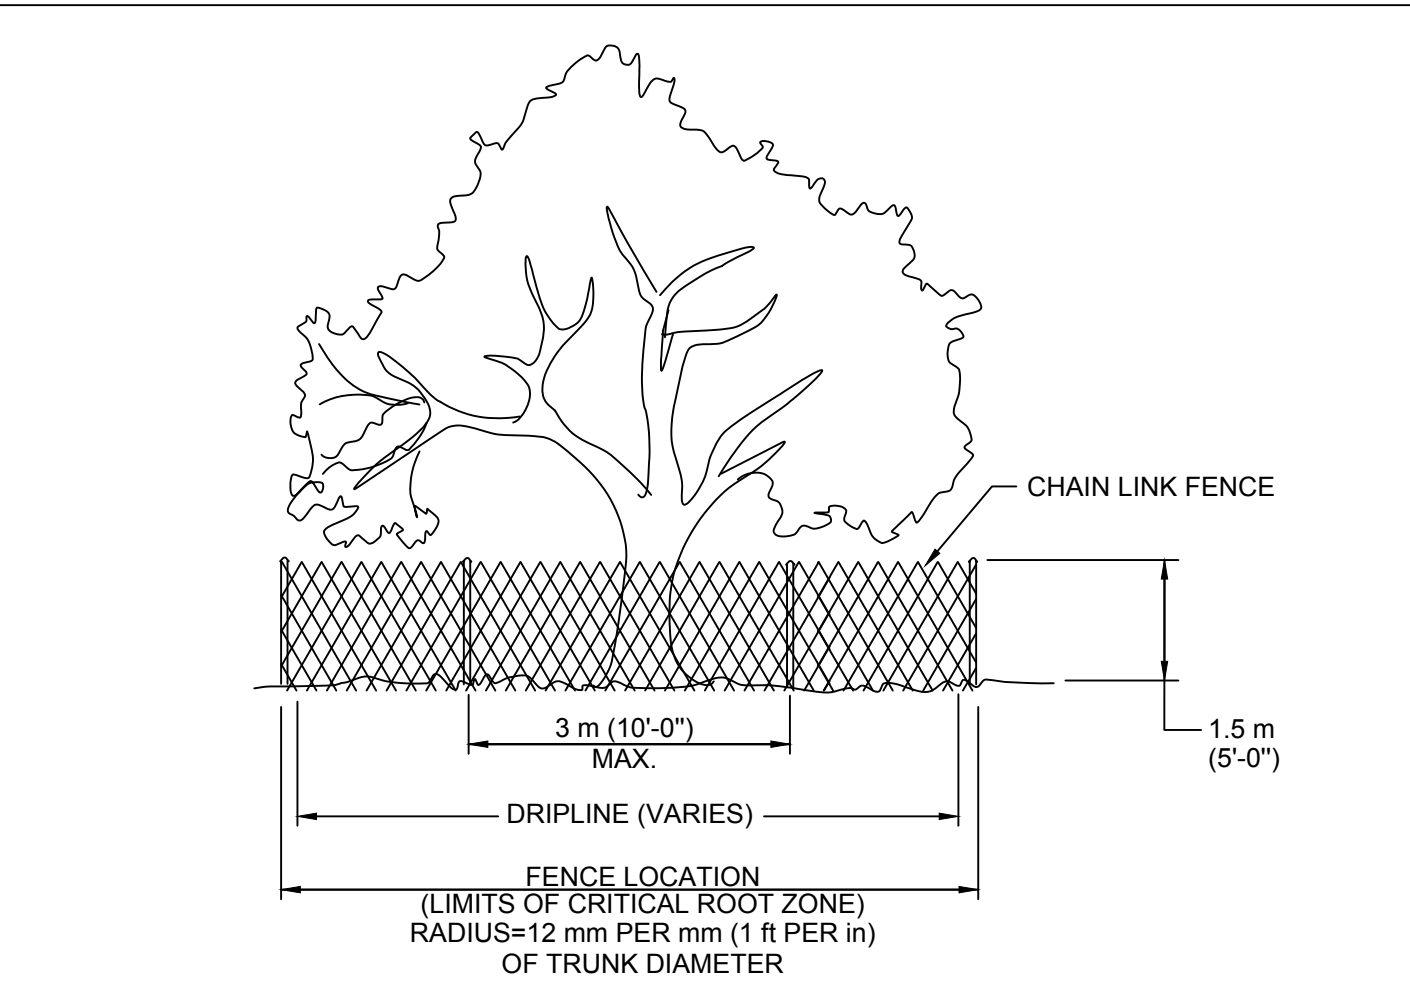 CHAIN LINK FENCE
3 m (10'-0")
MAX.
1.5 m
(5'-0")
DRIPLINE (VARIES)
FENCE LOCATION
(LIMITS OF CRITICAL ROOT ZONE)
RADIUS=12 mm PER mm (1 ft PER in)
OF TRUNK DIAMETER